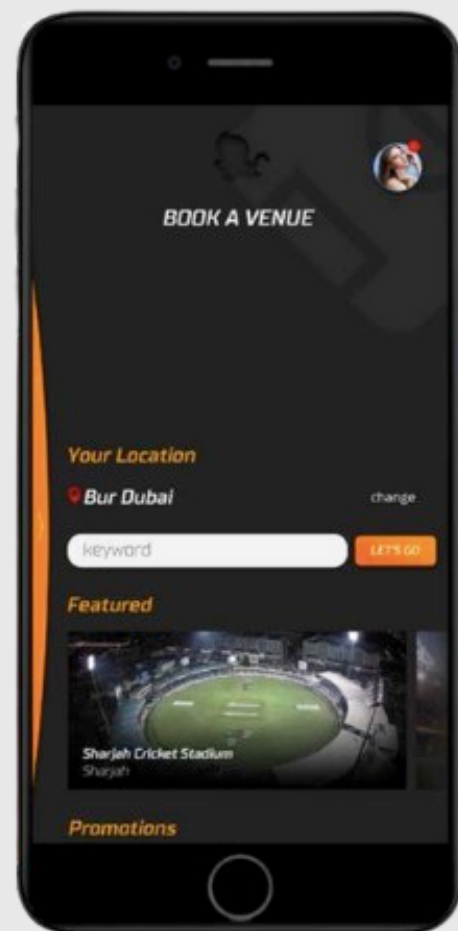 BOOK A VENUE
Your Location
Bur Dubai
change
keyword
LET'S GO
Featured
Sharjah Cricket Stadium
Sharjah
Promotions